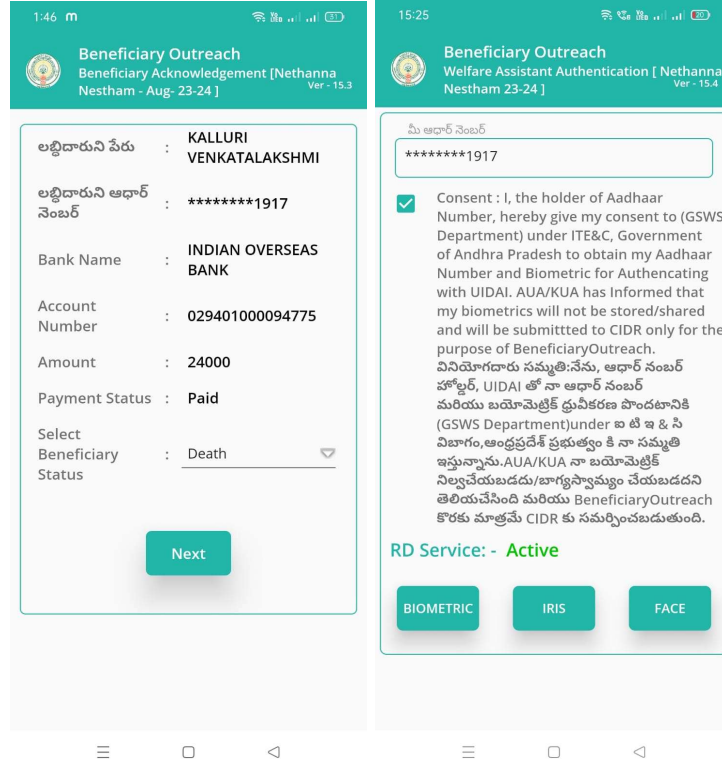 1:46 m
31
Beneficiary Outreach
Beneficiary Acknowledgement [Nethanna
Nestham - Aug- 23-24 ]
Ver - 15.3
లబ్ధిదారుని పేరు : KALLURI
VENKATALAKSHMI
లబ్ధిదారుని ఆధార్
నెంబర్ : ********1917
Bank Name : INDIAN OVERSEAS
BANK
Account
Number : 029401000094775
Amount : 24000
Payment Status : Paid
Select
Beneficiary : Death
Status
Next
15:25
20
Beneficiary Outreach
Welfare Assistant Authentication [ Nethanna
Nestham 23-24 ]
Ver - 15.4
మీ ఆధార్ నెంబర్
********1917
Consent : I, the holder of Aadhaar
Number, hereby give my consent to (GSWS
Department) under ITE&C, Government
of Andhra Pradesh to obtain my Aadhaar
Number and Biometric for Authencating
with UIDAI. AUA/KUA has Informed that
my biometrics will not be stored/shared
and will be submittted to CIDR only for the
purpose of BeneficiaryOutreach.
వినియోగదారు సమ్మతి:నేను, ఆధార్ నంబర్
హోల్డర్, UIDAI తో నా ఆధార్ నంబర్
మరియు బయోమెట్రిక్ ధ్రువీకరణ పొందటానికి
(GSWS Department)under ఐ టి ఇ & సి
విబాగం,ఆంధ్రప్రదేశ్ ప్రభుత్వం కి నా సమ్మతి
ఇస్తున్నాను.AUA/KUA నా బయోమెట్రిక్
నిల్వచేయబడదు/బాగ్యస్వామ్యం చేయబడదని
తెలియచేసింది మరియు BeneficiaryOutreach
కొరకు మాత్రమే CIDR కు సమర్పించబడుతుంది.
RD Service: - Active
BIOMETRIC IRIS FACE